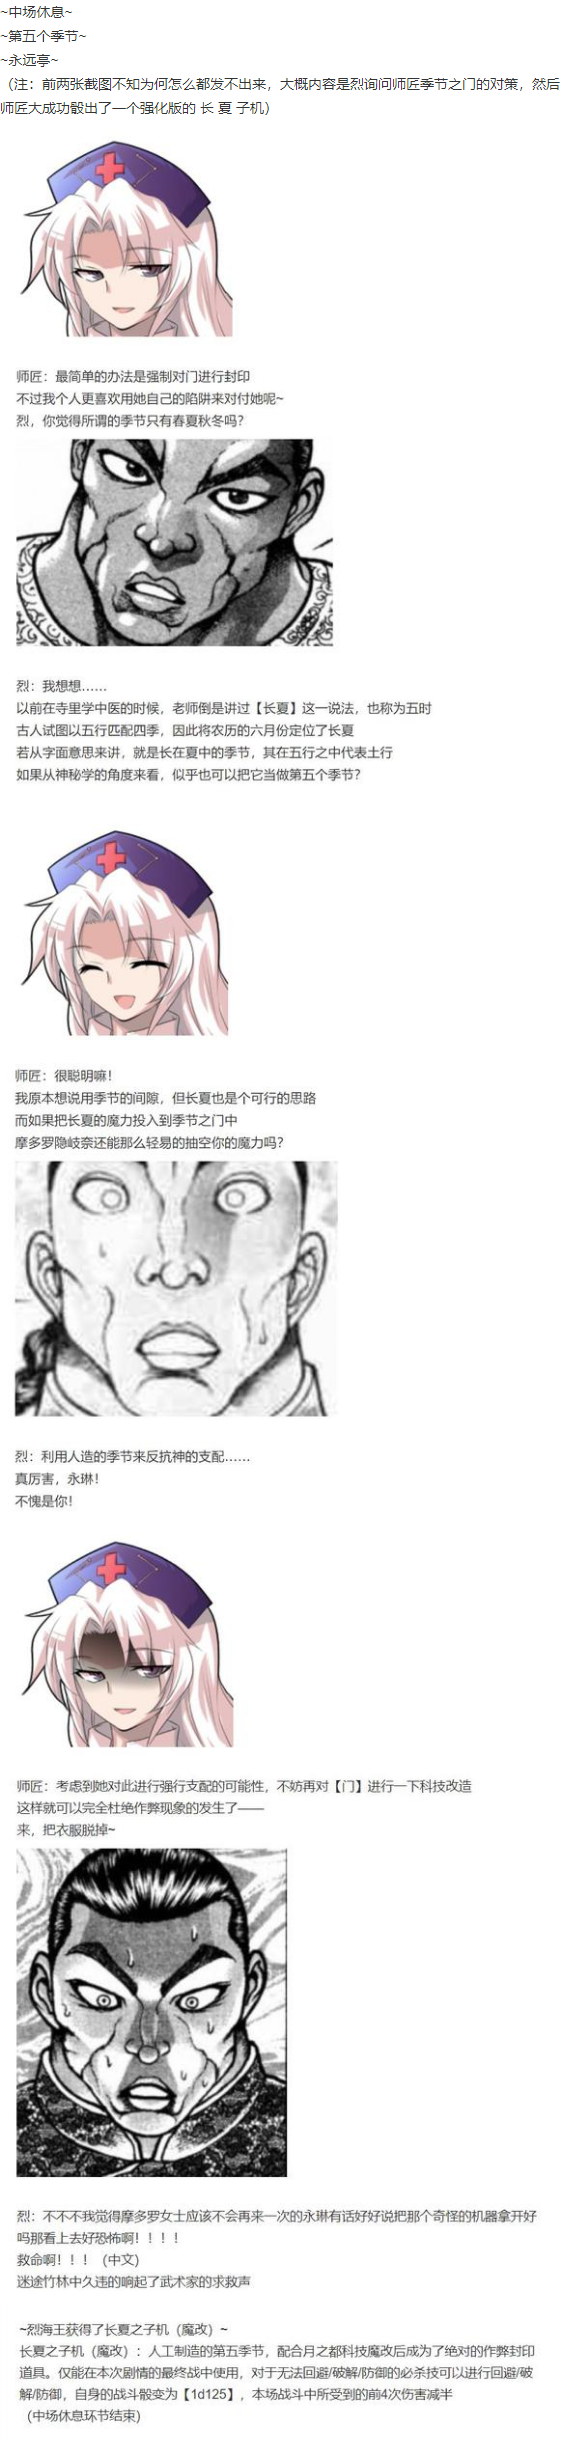 ~中场休息~
~第五个季节~
~永远亭~
（注：前两张截图不知为何怎么都发不出来，大概内容是烈询问师匠季节之门的对策，然后
师匠大成功骰出了一个强化版的 长 夏 子机）
师匠：最简单的办法是强制对门进行封印
不过我个人更喜欢用她自己的陷阱来对付她呢~
烈，你觉得所谓的季节只有春夏秋冬吗？
烈：我想想……
以前在寺里学中医的时候，老师倒是讲过【长夏】这一说法，也称为五时
古人试图以五行匹配四季，因此将农历的六月份定位了长夏
若从字面意思来讲，就是长在夏中的季节，其在五行之中代表土行
如果从神秘学的角度来看，似乎也可以把它当做第五个季节？
师匠：很聪明嘛！
我原本想说用季节的间隙，但长夏也是个可行的思路
而如果把长夏的魔力投入到季节之门中
摩多罗隐岐奈还能那么轻易的抽空你的魔力吗？
烈：利用人造的季节来反抗神的支配……
真厉害，永琳！
不愧是你！
师匠：考虑到她对此进行强行支配的可能性，不妨再对【门】进行一下科技改造
这样就可以完全杜绝作弊现象的发生了——
来，把衣服脱掉~
烈：不不不我觉得摩多罗女士应该不会再来一次的永琳有话好好说把那个奇怪的机器拿开好
吗那看上去好恐怖啊！！！！
救命啊！！！（中文）
迷途竹林中久违的响起了武术家的求救声
~烈海王获得了长夏之子机（魔改）~
长夏之子机（魔改）：人工制造的第五季节，配合月之都科技魔改后成为了绝对的作弊封印
道具。仅能在本次剧情的最终战中使用，对于无法回避/破解/防御的必杀技可以进行回避/破
解/防御，自身的战斗骰变为【1d125】，本场战斗中所受到的前4次伤害减半
（中场休息环节结束）